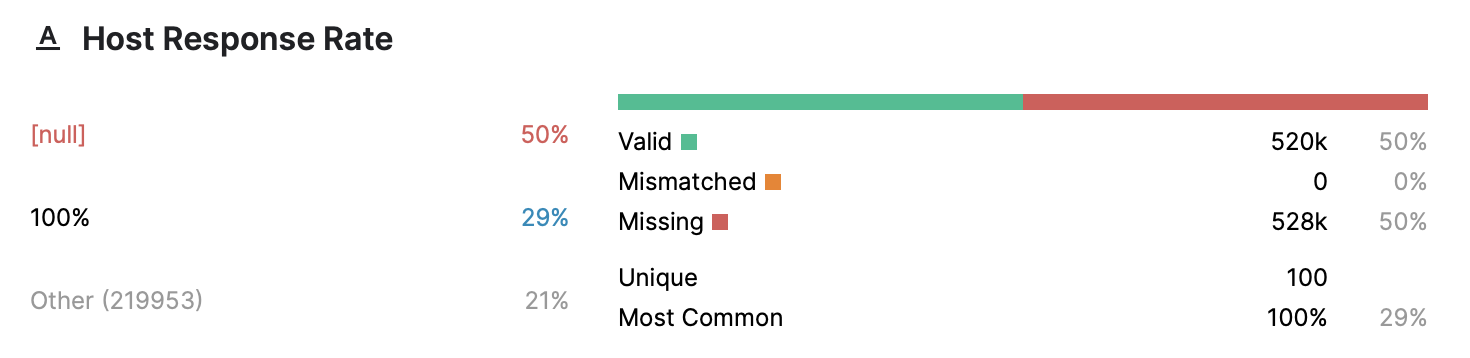 A Host Response Rate
[null] 50%
100% 29%
Other (219953) 21%
Valid 520k 50%
Mismatched 0 0%
Missing 528k 50%
Unique 100
Most Common 100% 29%